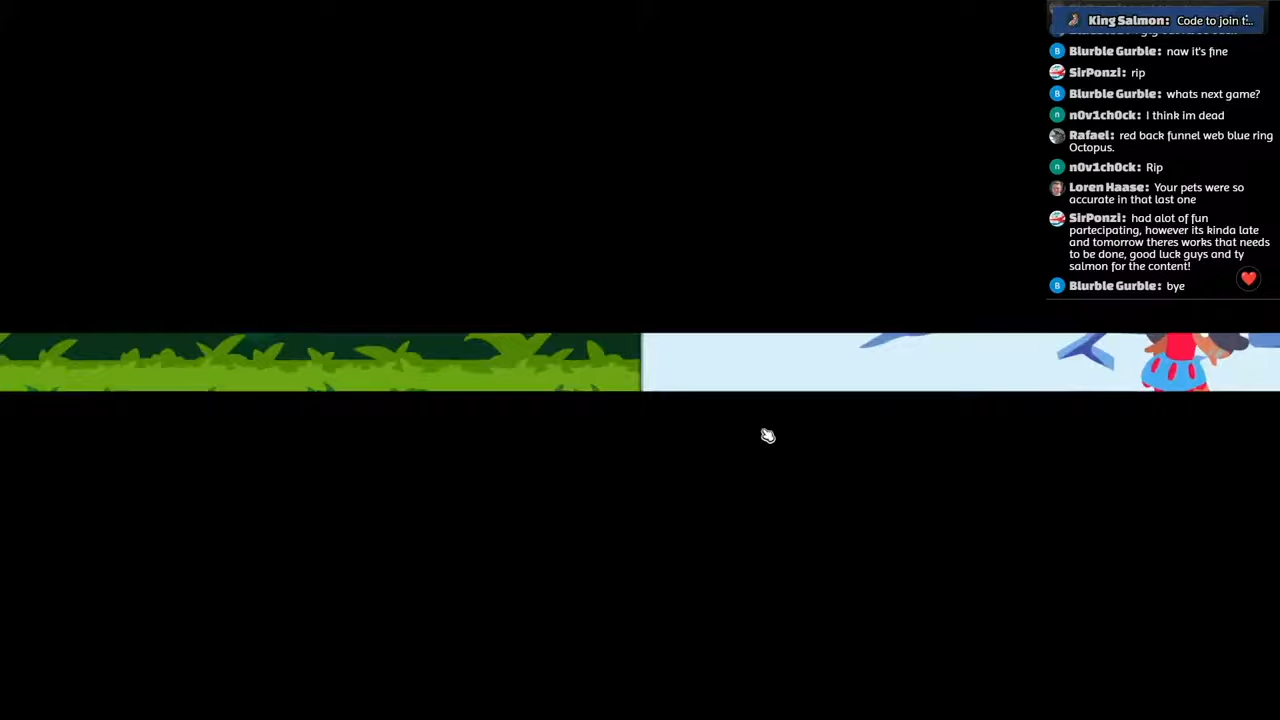 King Salmon: Code to join t...
Blurble Gurble: naw it's fine
SirPonzi: rip
Blurble Gurble: whats next game?
n0v1ch0ck: I think im dead
Rafael: red back funnel web blue ring
Octopus.
n0v1ch0ck: Rip
Loren Haase: Your pets were so
accurate in that last one
SirPonzi: had alot of fun
partecipating, however its kinda late
and tomorrow theres works that needs
to be done, good luck guys and ty
salmon for the content!
Blurble Gurble: bye